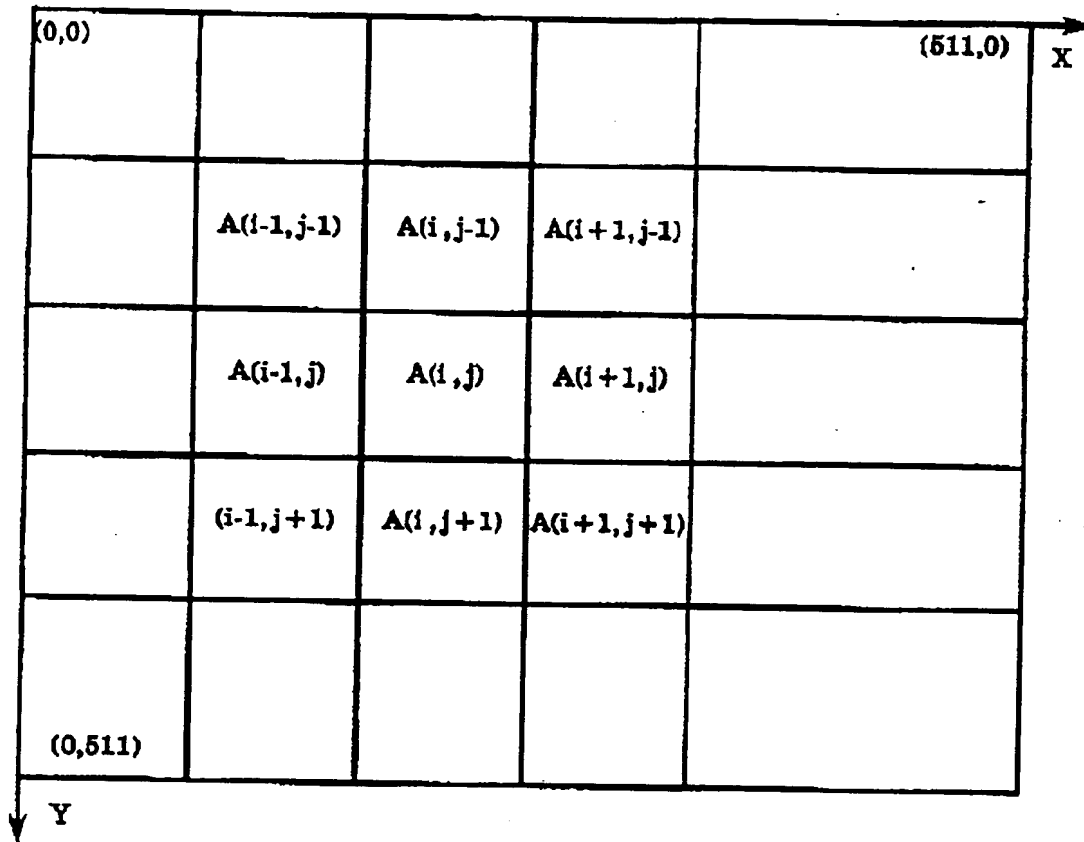 (0,0) (511,0)
X
A(i-1,j-1) A(i,j-1) A(i+1,j-1)
A(i-1,j) A(i,j) A(i+1,j)
(i-1,j+1) A(i,j+1) A(i+1,j+1)
(0,511)
Y